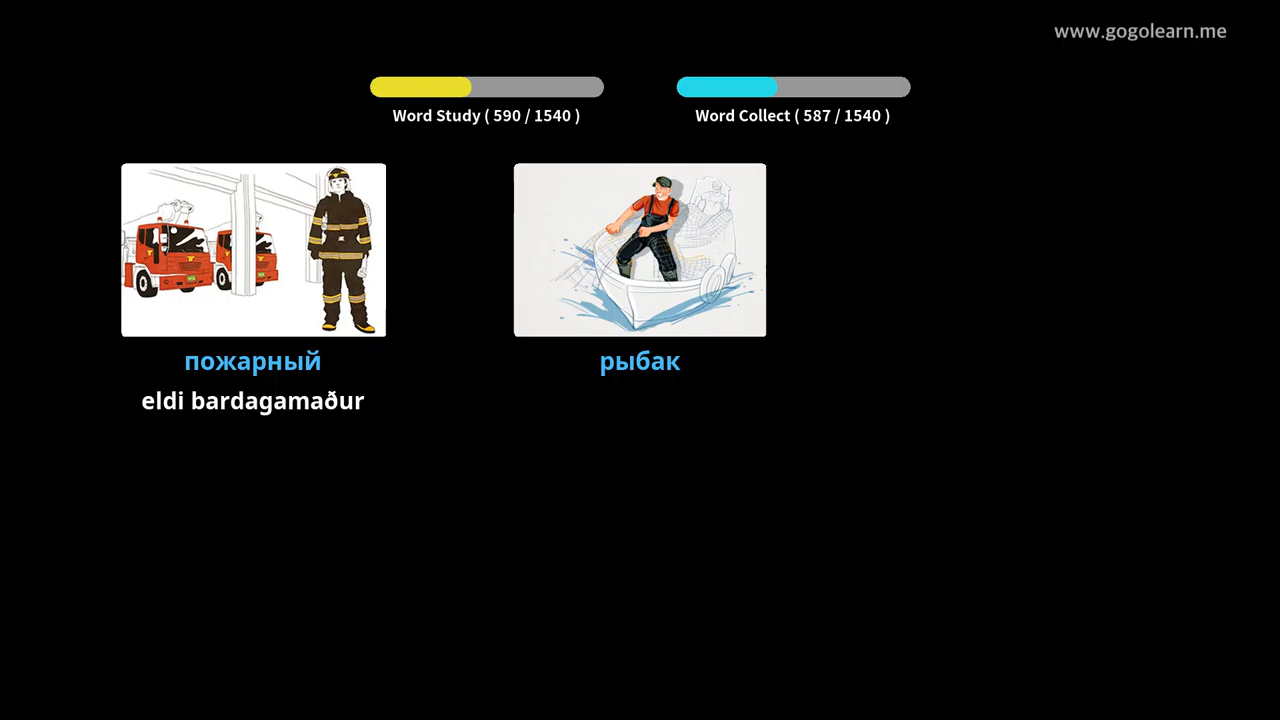 www.gogolearn.me
Word Study ( 590 / 1540 )
Word Collect ( 587 / 1540 )
пожарный
рыбак
eldi bardagamaður